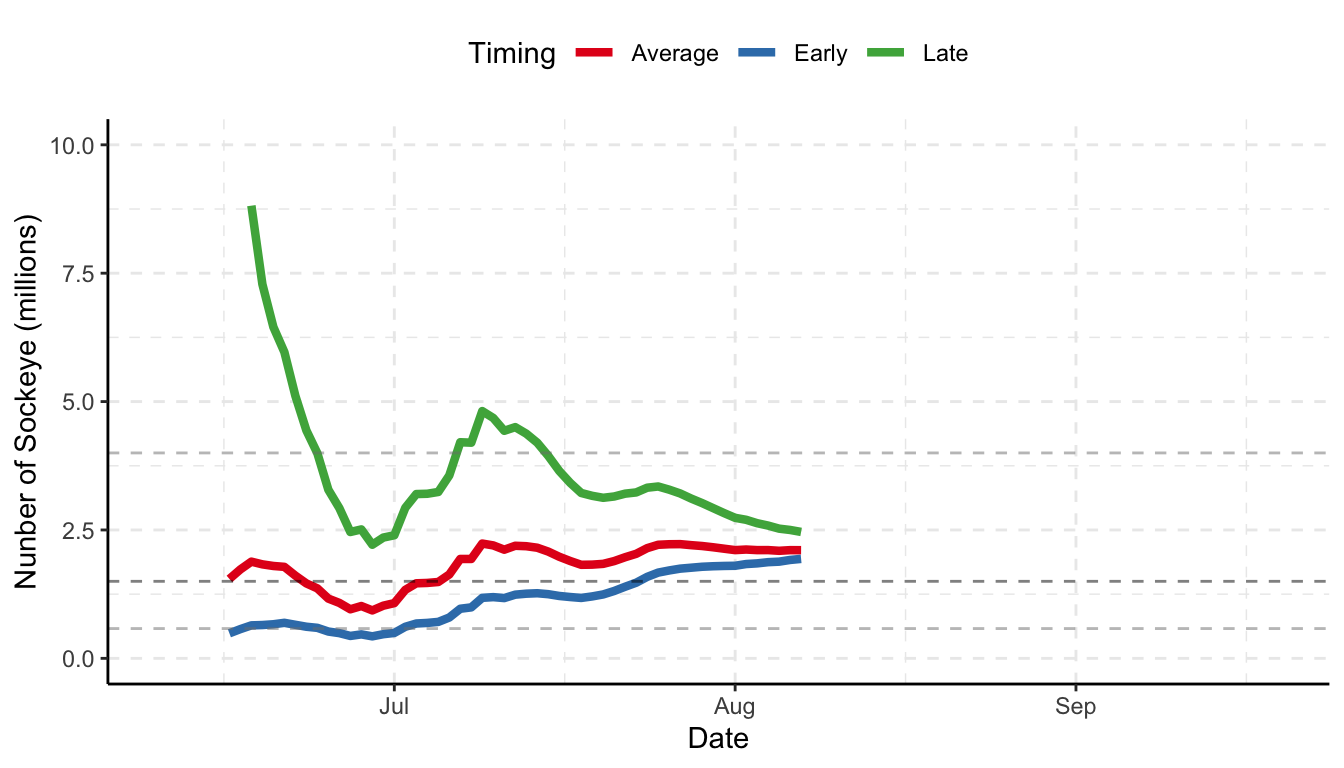 Timing Average Early Late
Nunber of Sockeye (millions)
10.0
7.5
5.0
2.5
0.0
Jul Aug Sep
Date